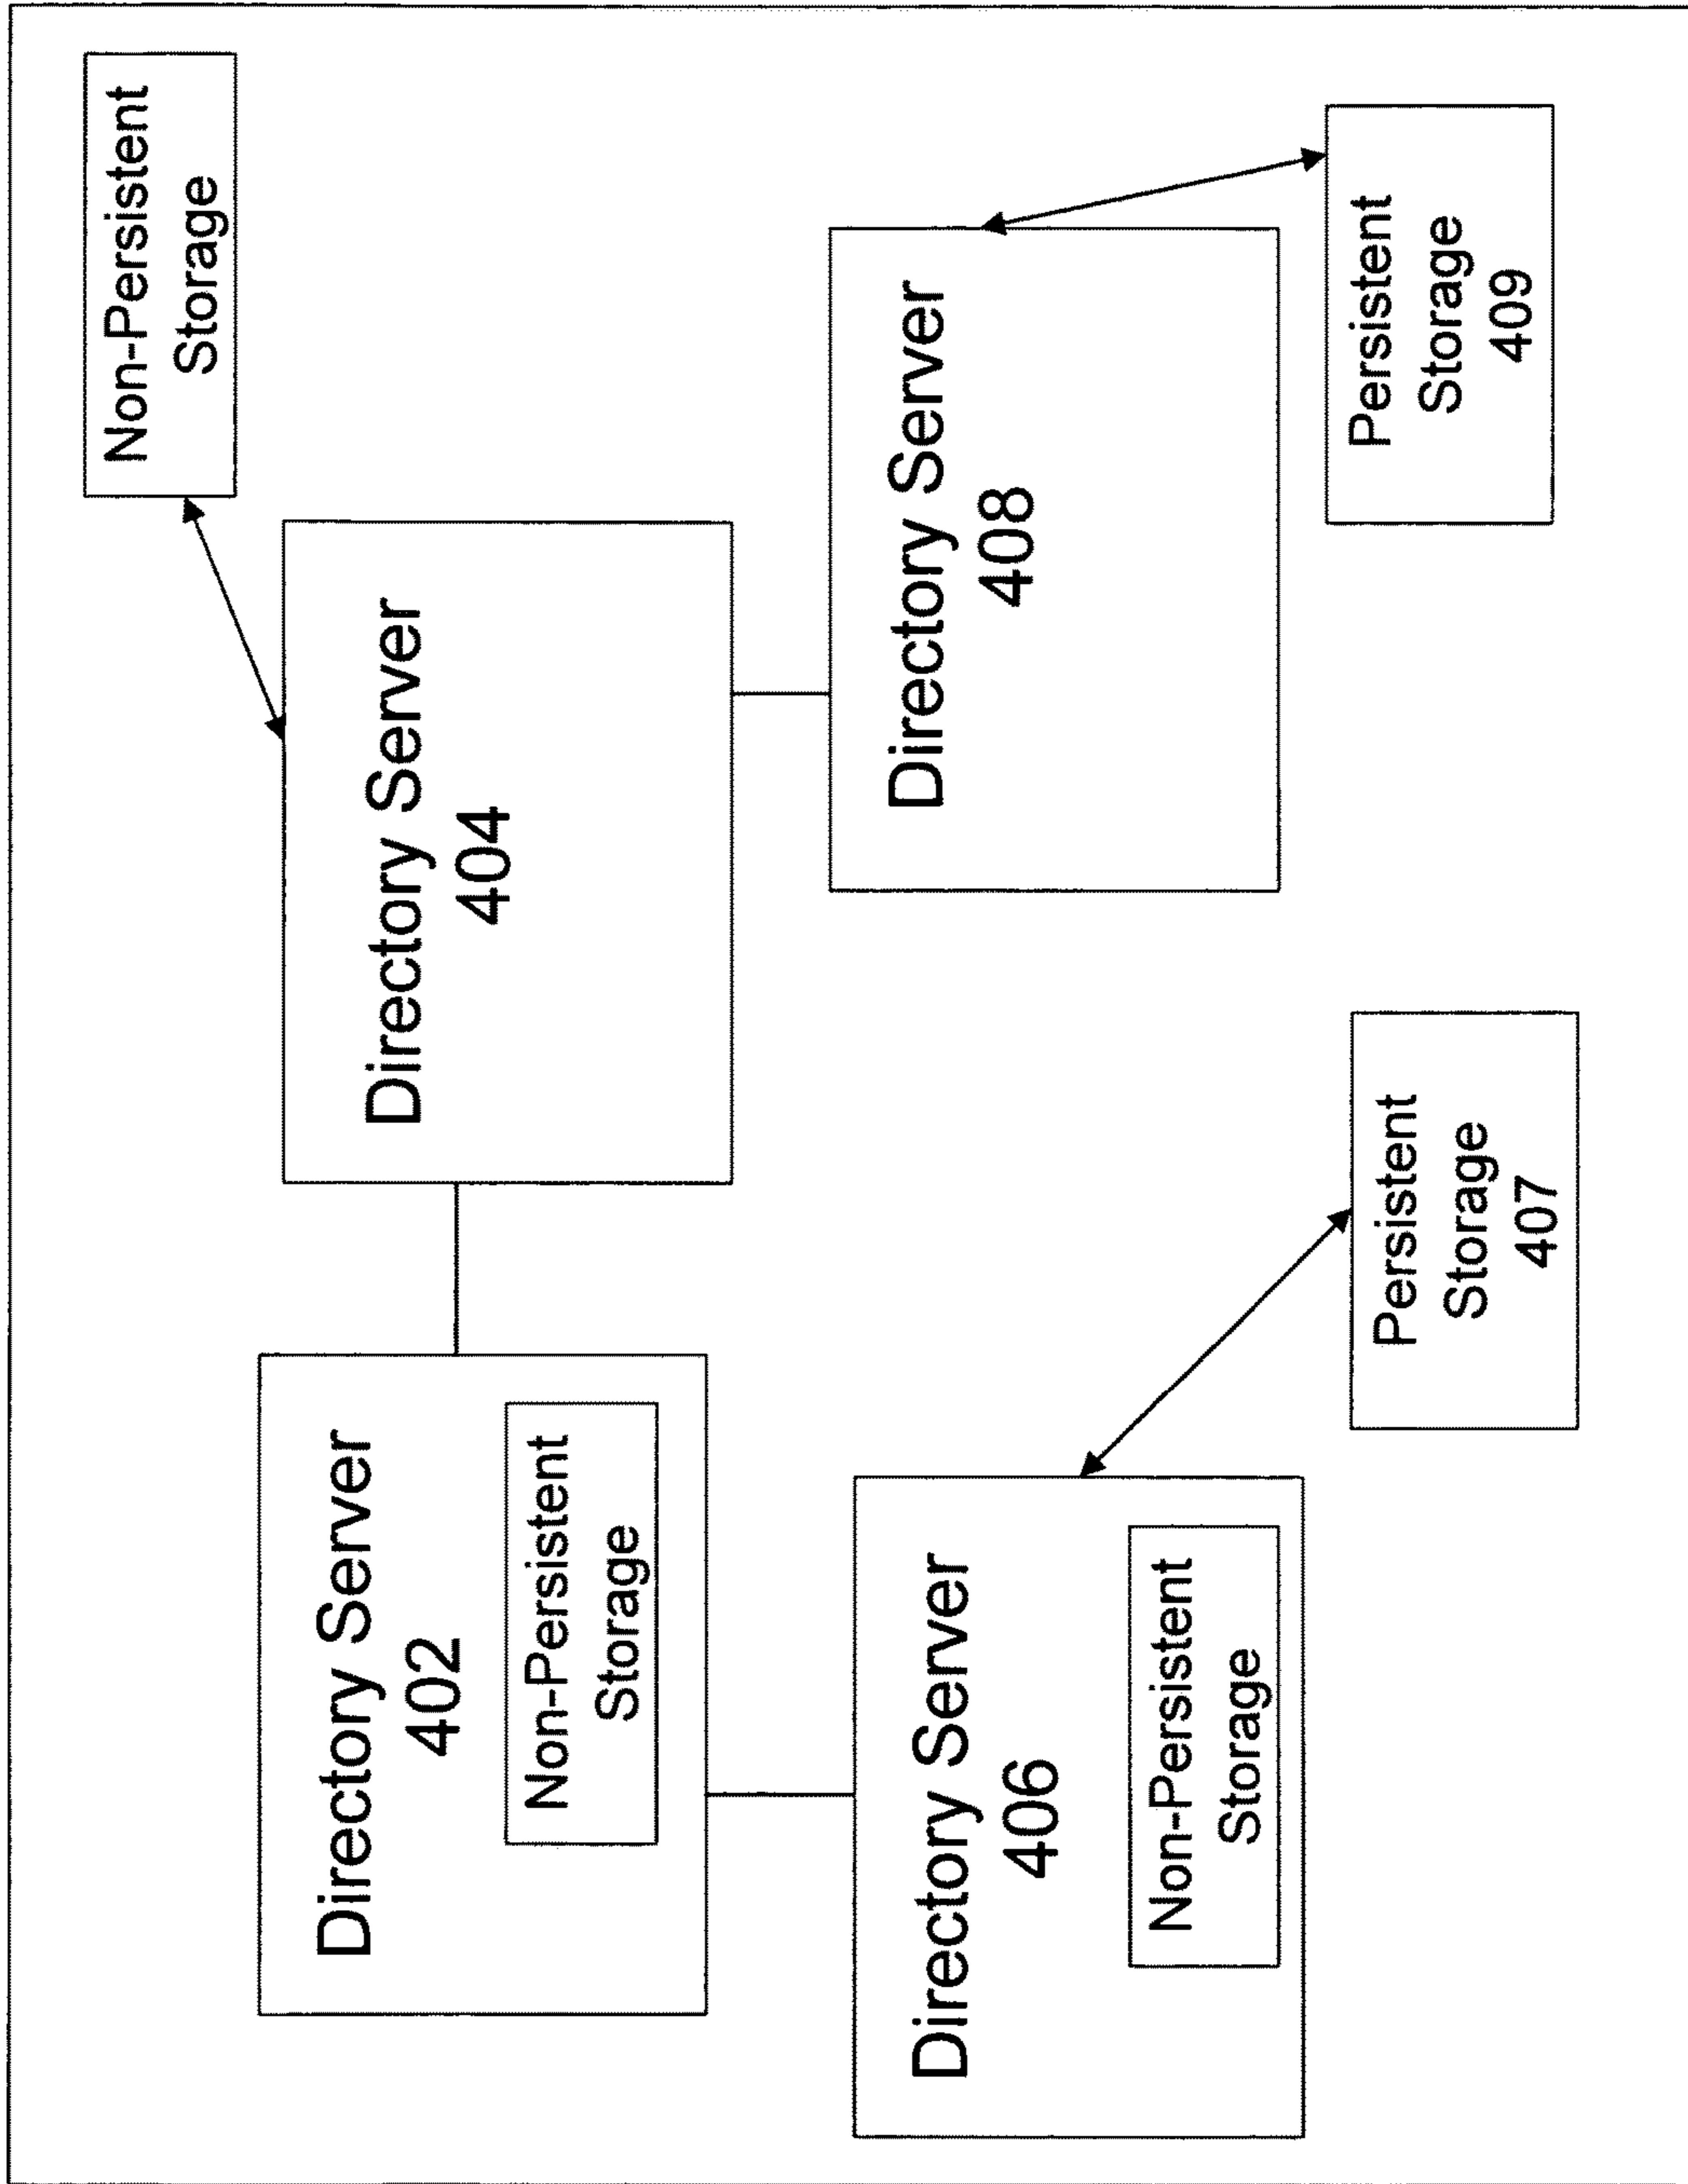 Directory Server
402
Non-Persistent
Storage
Directory Server
404
Non-Persistent
Storage
Directory Server
406
Non-Persistent
Storage
Persistent
Storage
407
Directory Server
408
Persistent
Storage
409